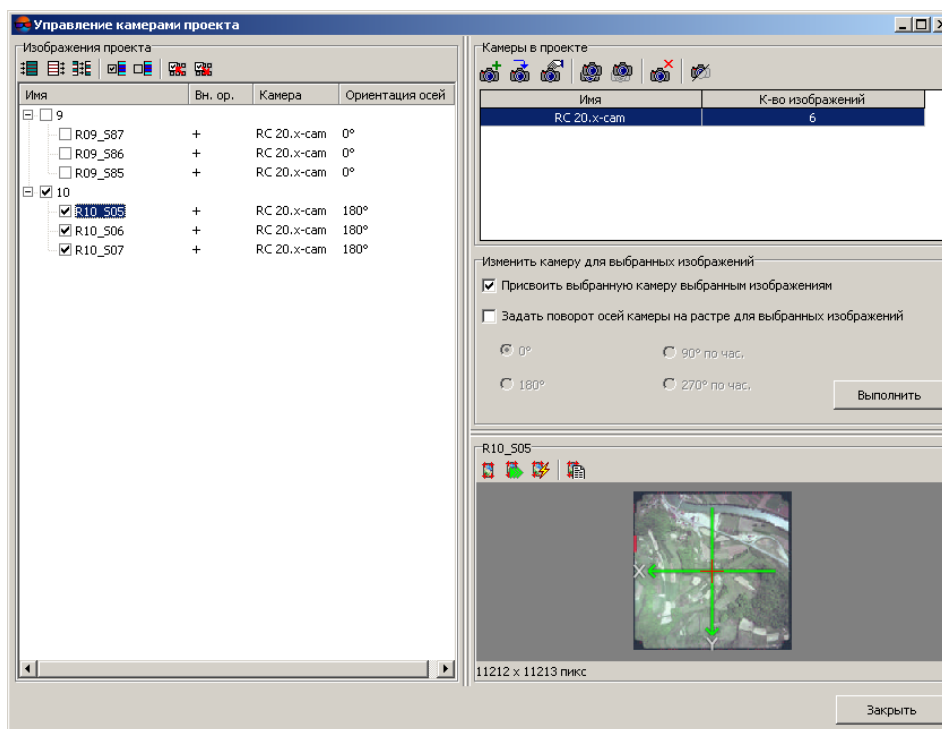 Управление камерами проекта
Изображения проекта
Имя Вн. ор. Камера Ориентация осей
9
R09_S87 + RC 20.x-cam 0°
R09_S86 + RC 20.x-cam 0°
R09_S85 + RC 20.x-cam 0°
10
R10_S05 + RC 20.x-cam 180°
R10_S06 + RC 20.x-cam 180°
R10_S07 + RC 20.x-cam 180°
Камеры в проекте
Имя К-во изображений
RC 20.x-cam 6
Изменить камеру для выбранных изображений
Присвоить выбранную камеру выбранным изображениям
Задать поворот осей камеры на растре для выбранных изображений
0° 90° по час.
180° 270° по час.
Выполнить
R10_S05
X
Y
11212 x 11213 пикс
Закрыть